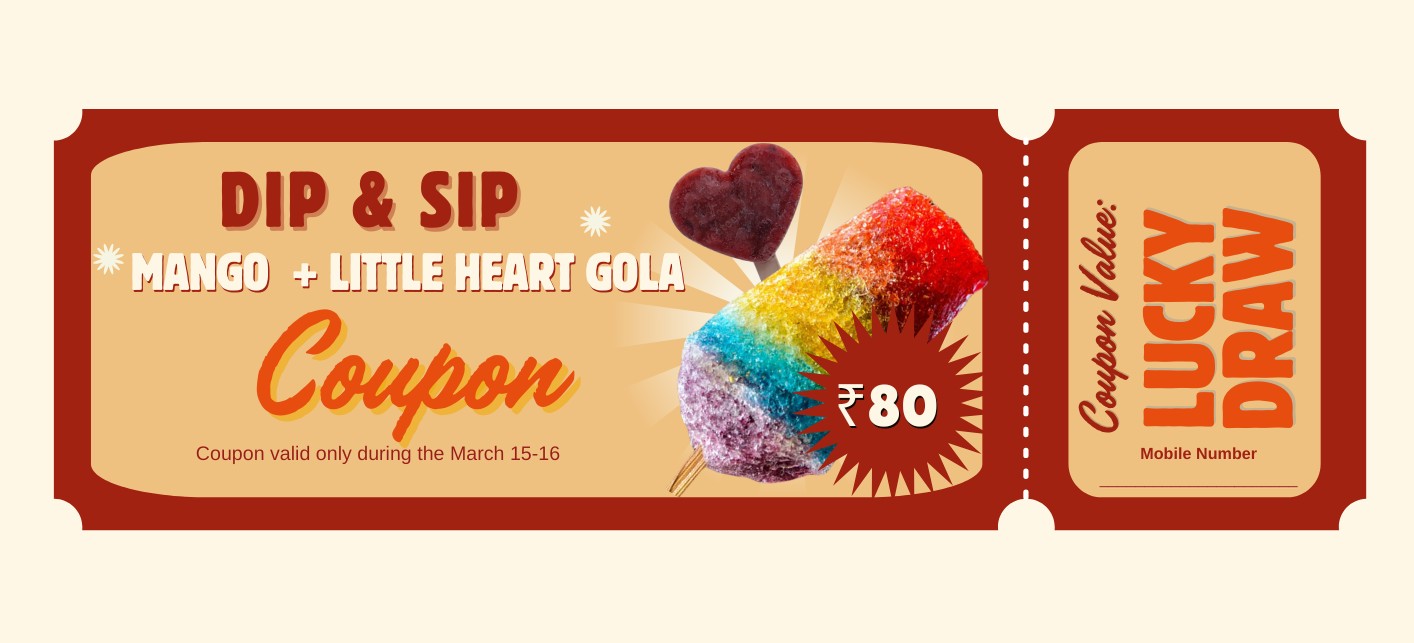 DIP & SIP
MANGO + LITTLE HEART GOLA
Coupon
Coupon valid only during the March 15-16
₹80
Coupon Value:
LUCKY
DRAW
Mobile Number